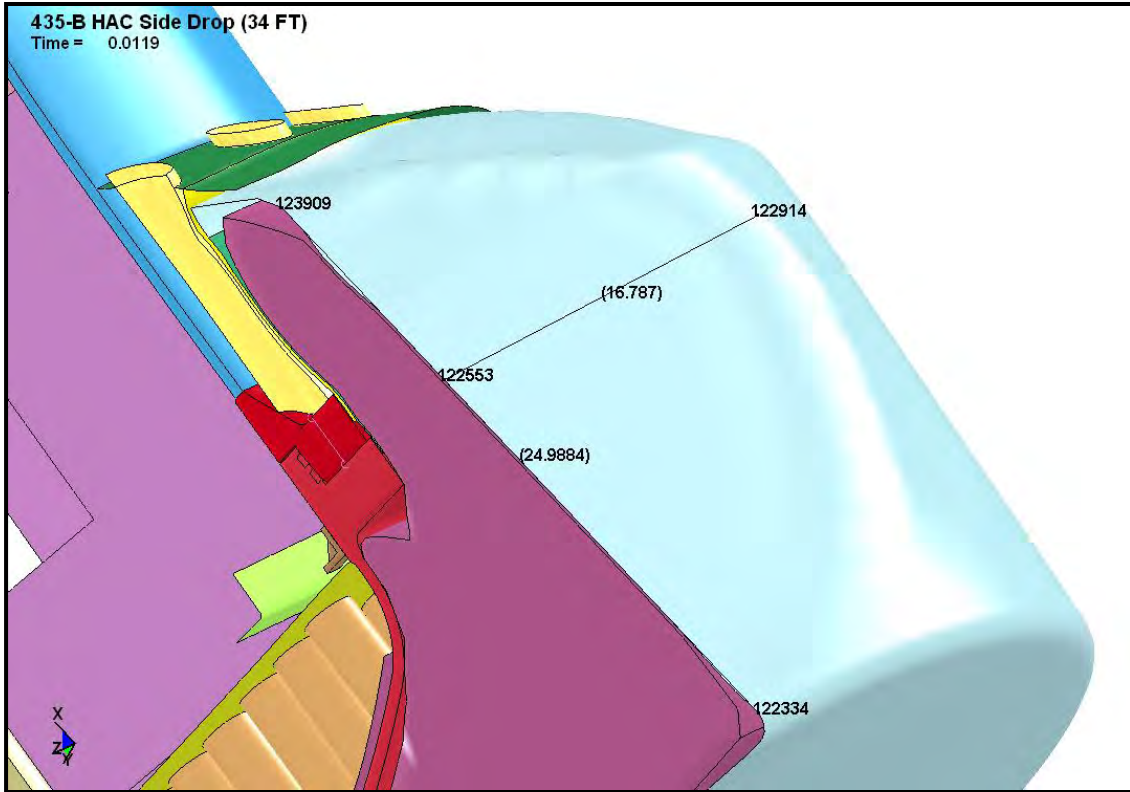 435-B HAC Side Drop (34 FT)
Time = 0.0119
123909
122914
(16.787)
122553
(24.9884)
122334
X
Z
Y